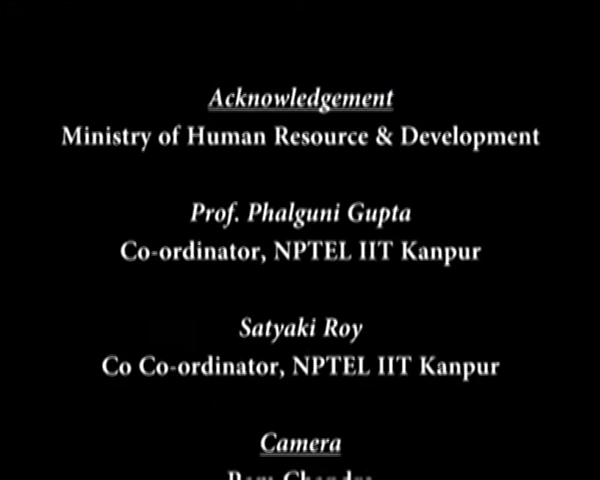 Acknowledgement
Ministry of Human Resource & Development
Prof. Phalguni Gupta
Co-ordinator, NPTEL IIT Kanpur
Satyaki Roy
Co Co-ordinator, NPTEL IIT Kanpur
Camera